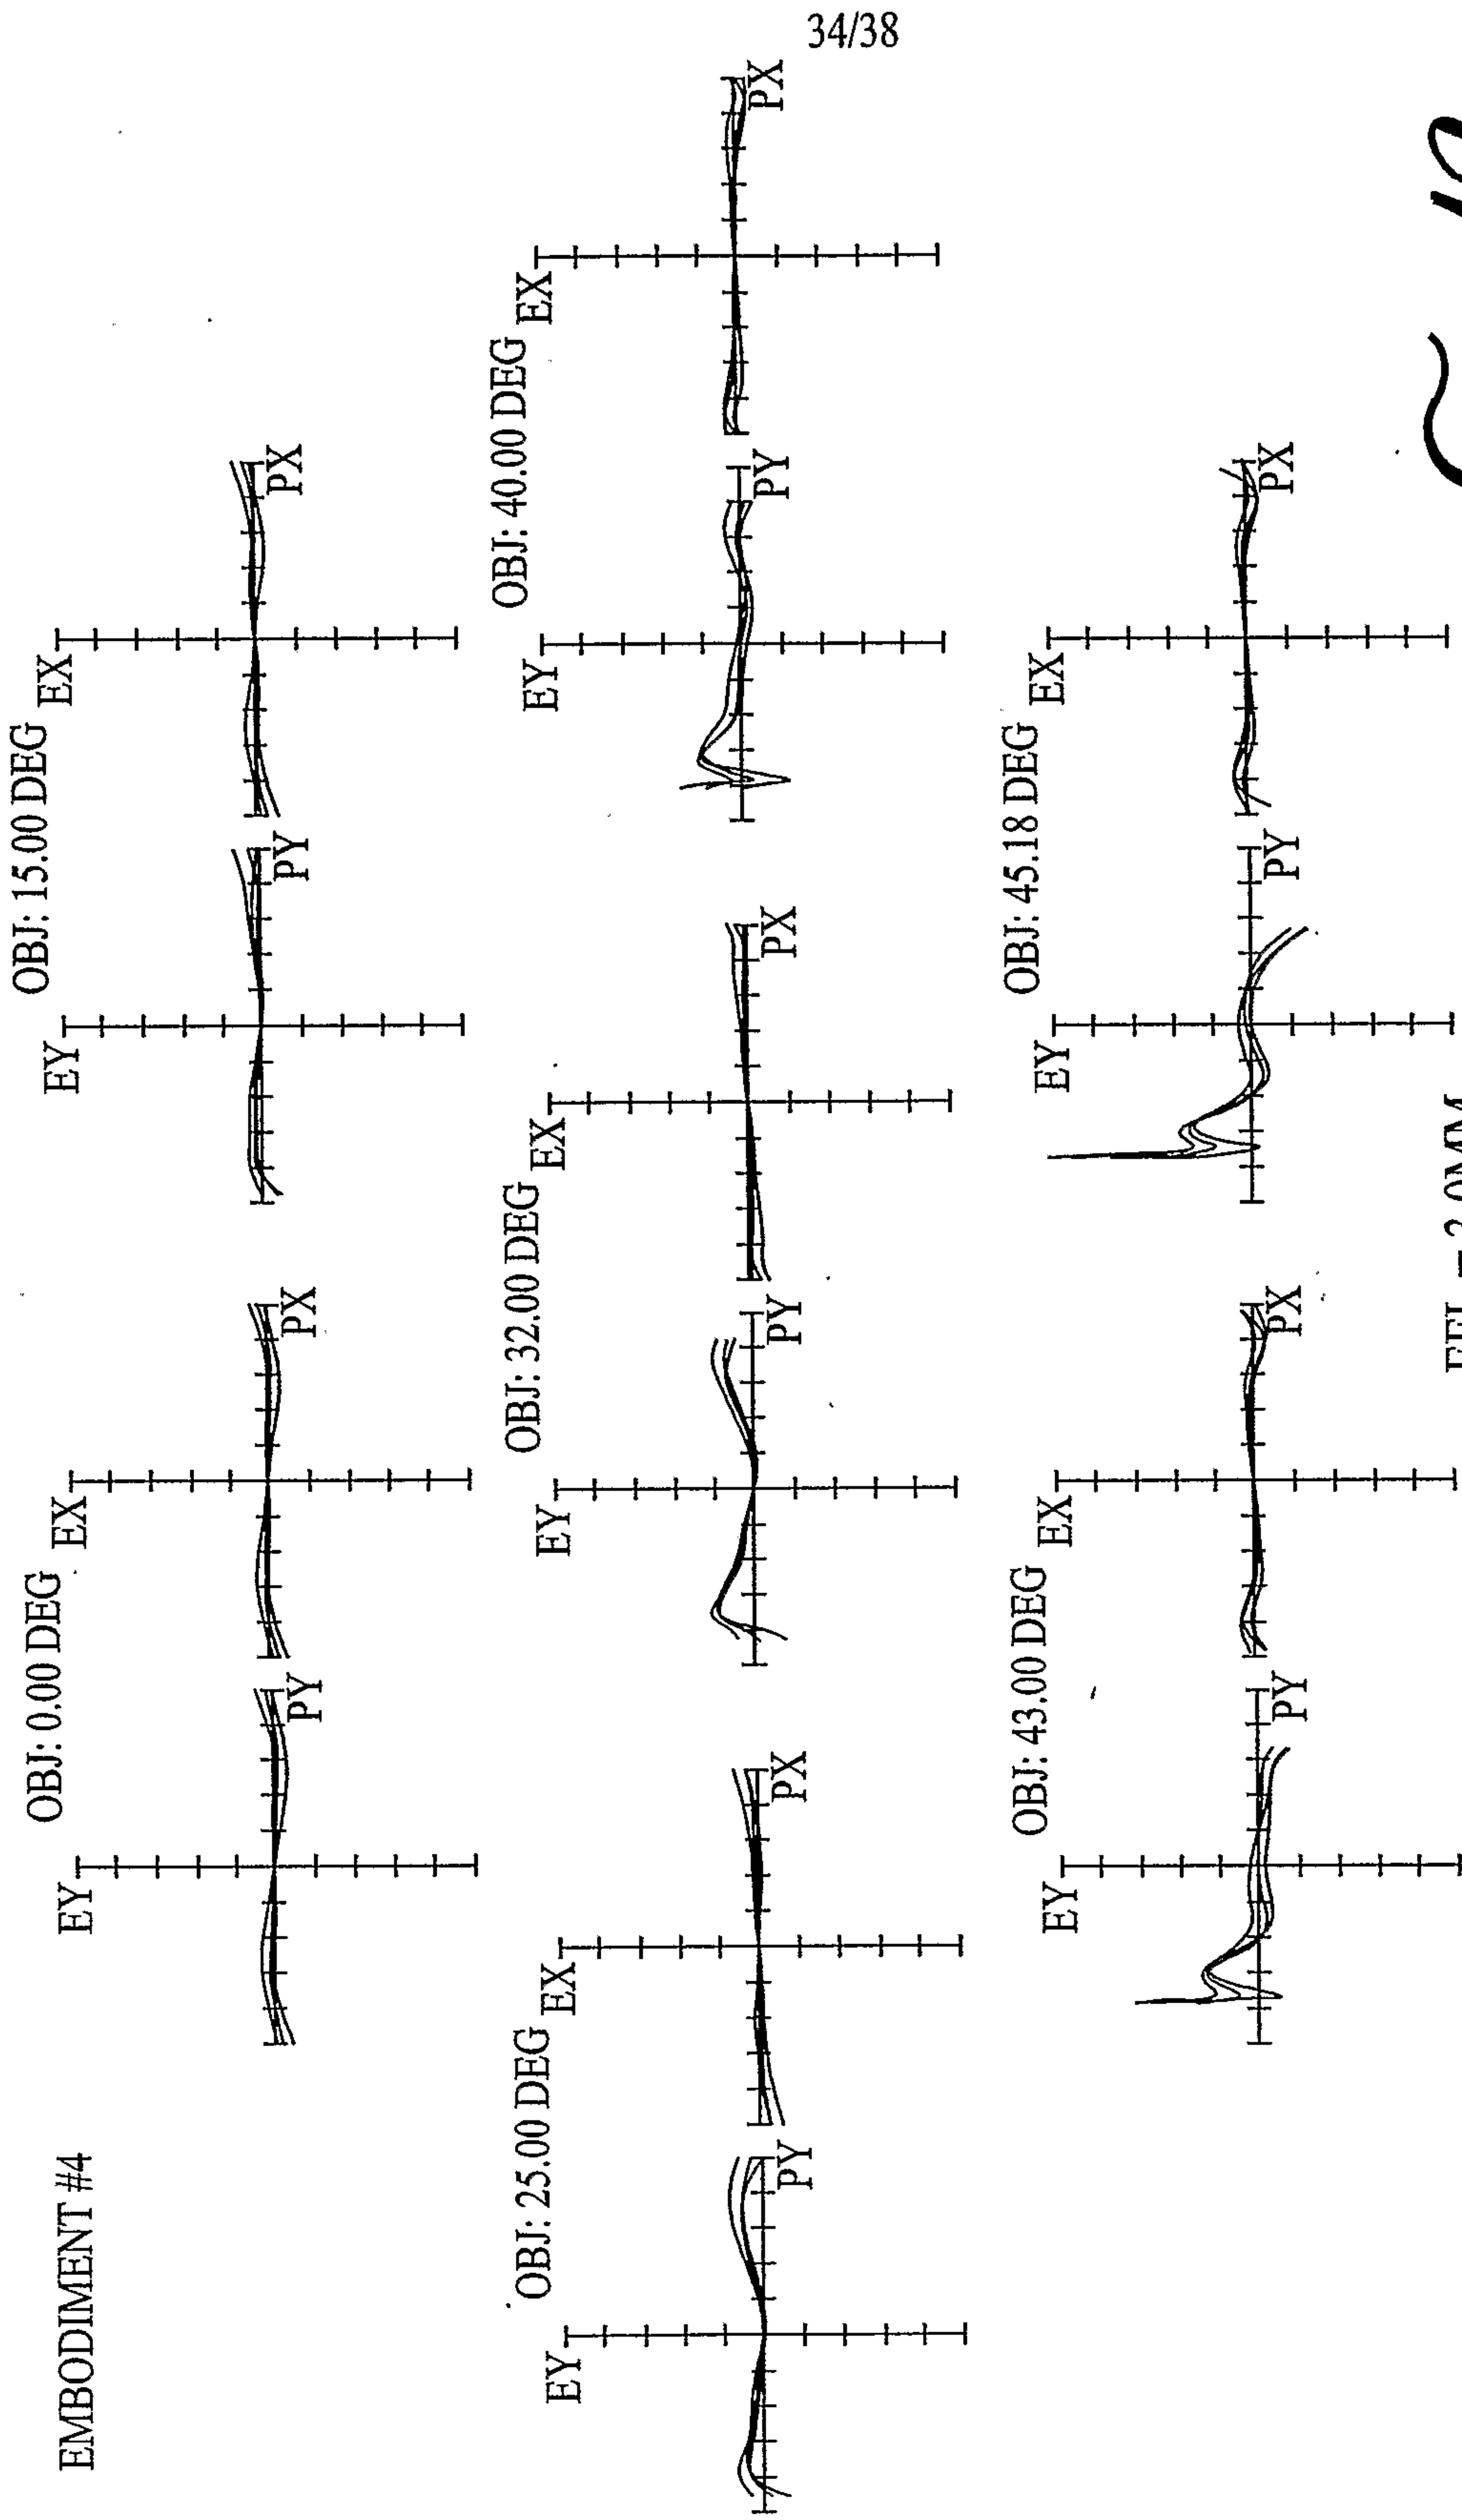 34/38
EMBODIMENT #4
OBJ: 0.00 DEG
EY
PY
EX
PX
OBJ: 15.00 DEG
EY
PY
EX
PX
OBJ: 25.00 DEG
EY
PY
EX
PX
OBJ: 32.00 DEG
EY
PY
EX
PX
OBJ: 40.00 DEG
EY
PY
EX
PX
OBJ: 43.00 DEG
EY
PY
EX
PX
OBJ: 45.18 DEG
EY
PY
EX
PX